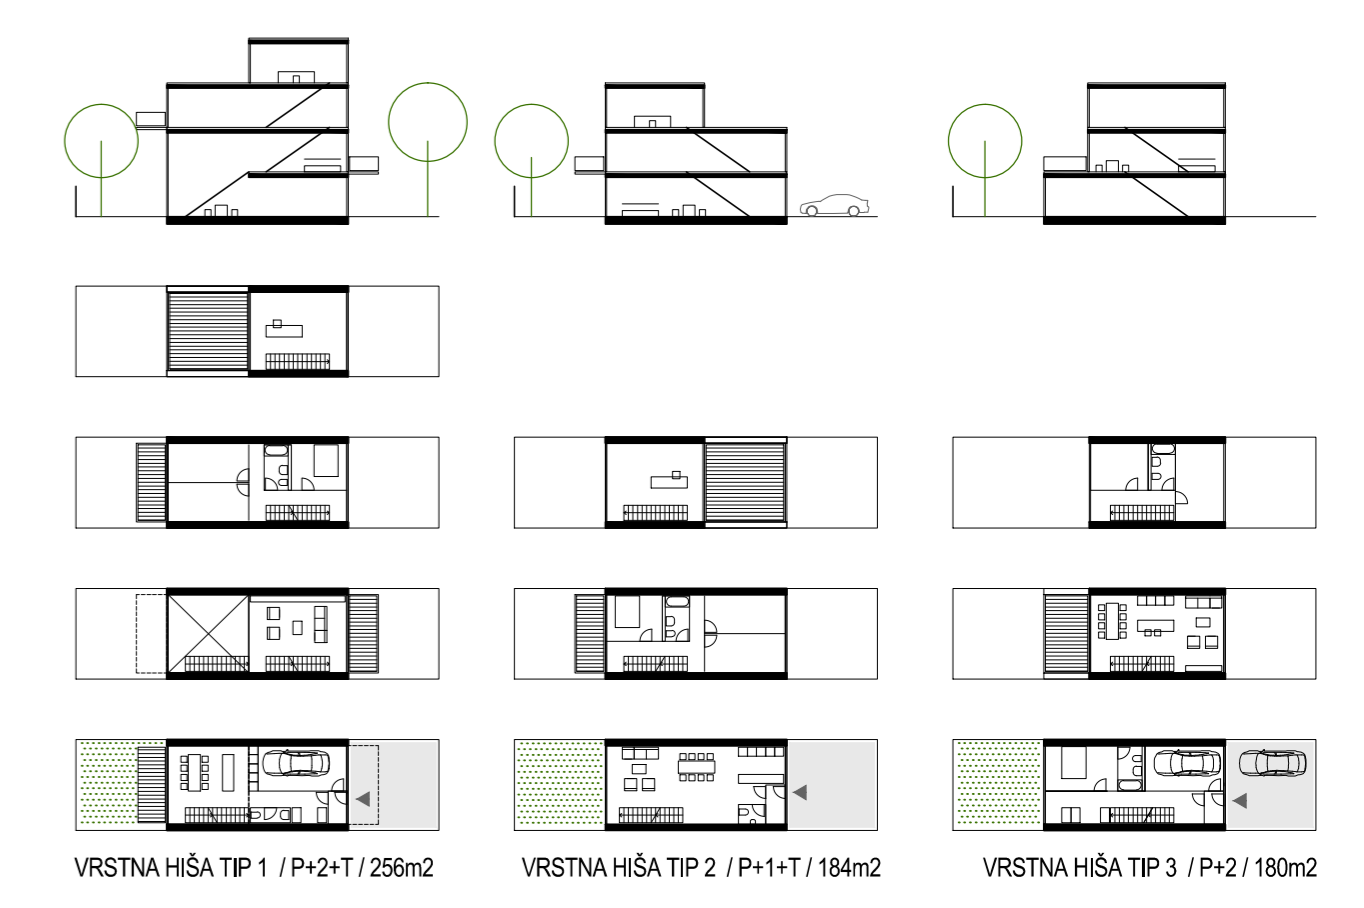 VRSTNA HIŠA TIP 1 / P+2+T / 256m2
VRSTNA HIŠA TIP 2 / P+1+T / 184m2
VRSTNA HIŠA TIP 3 / P+2 / 180m2